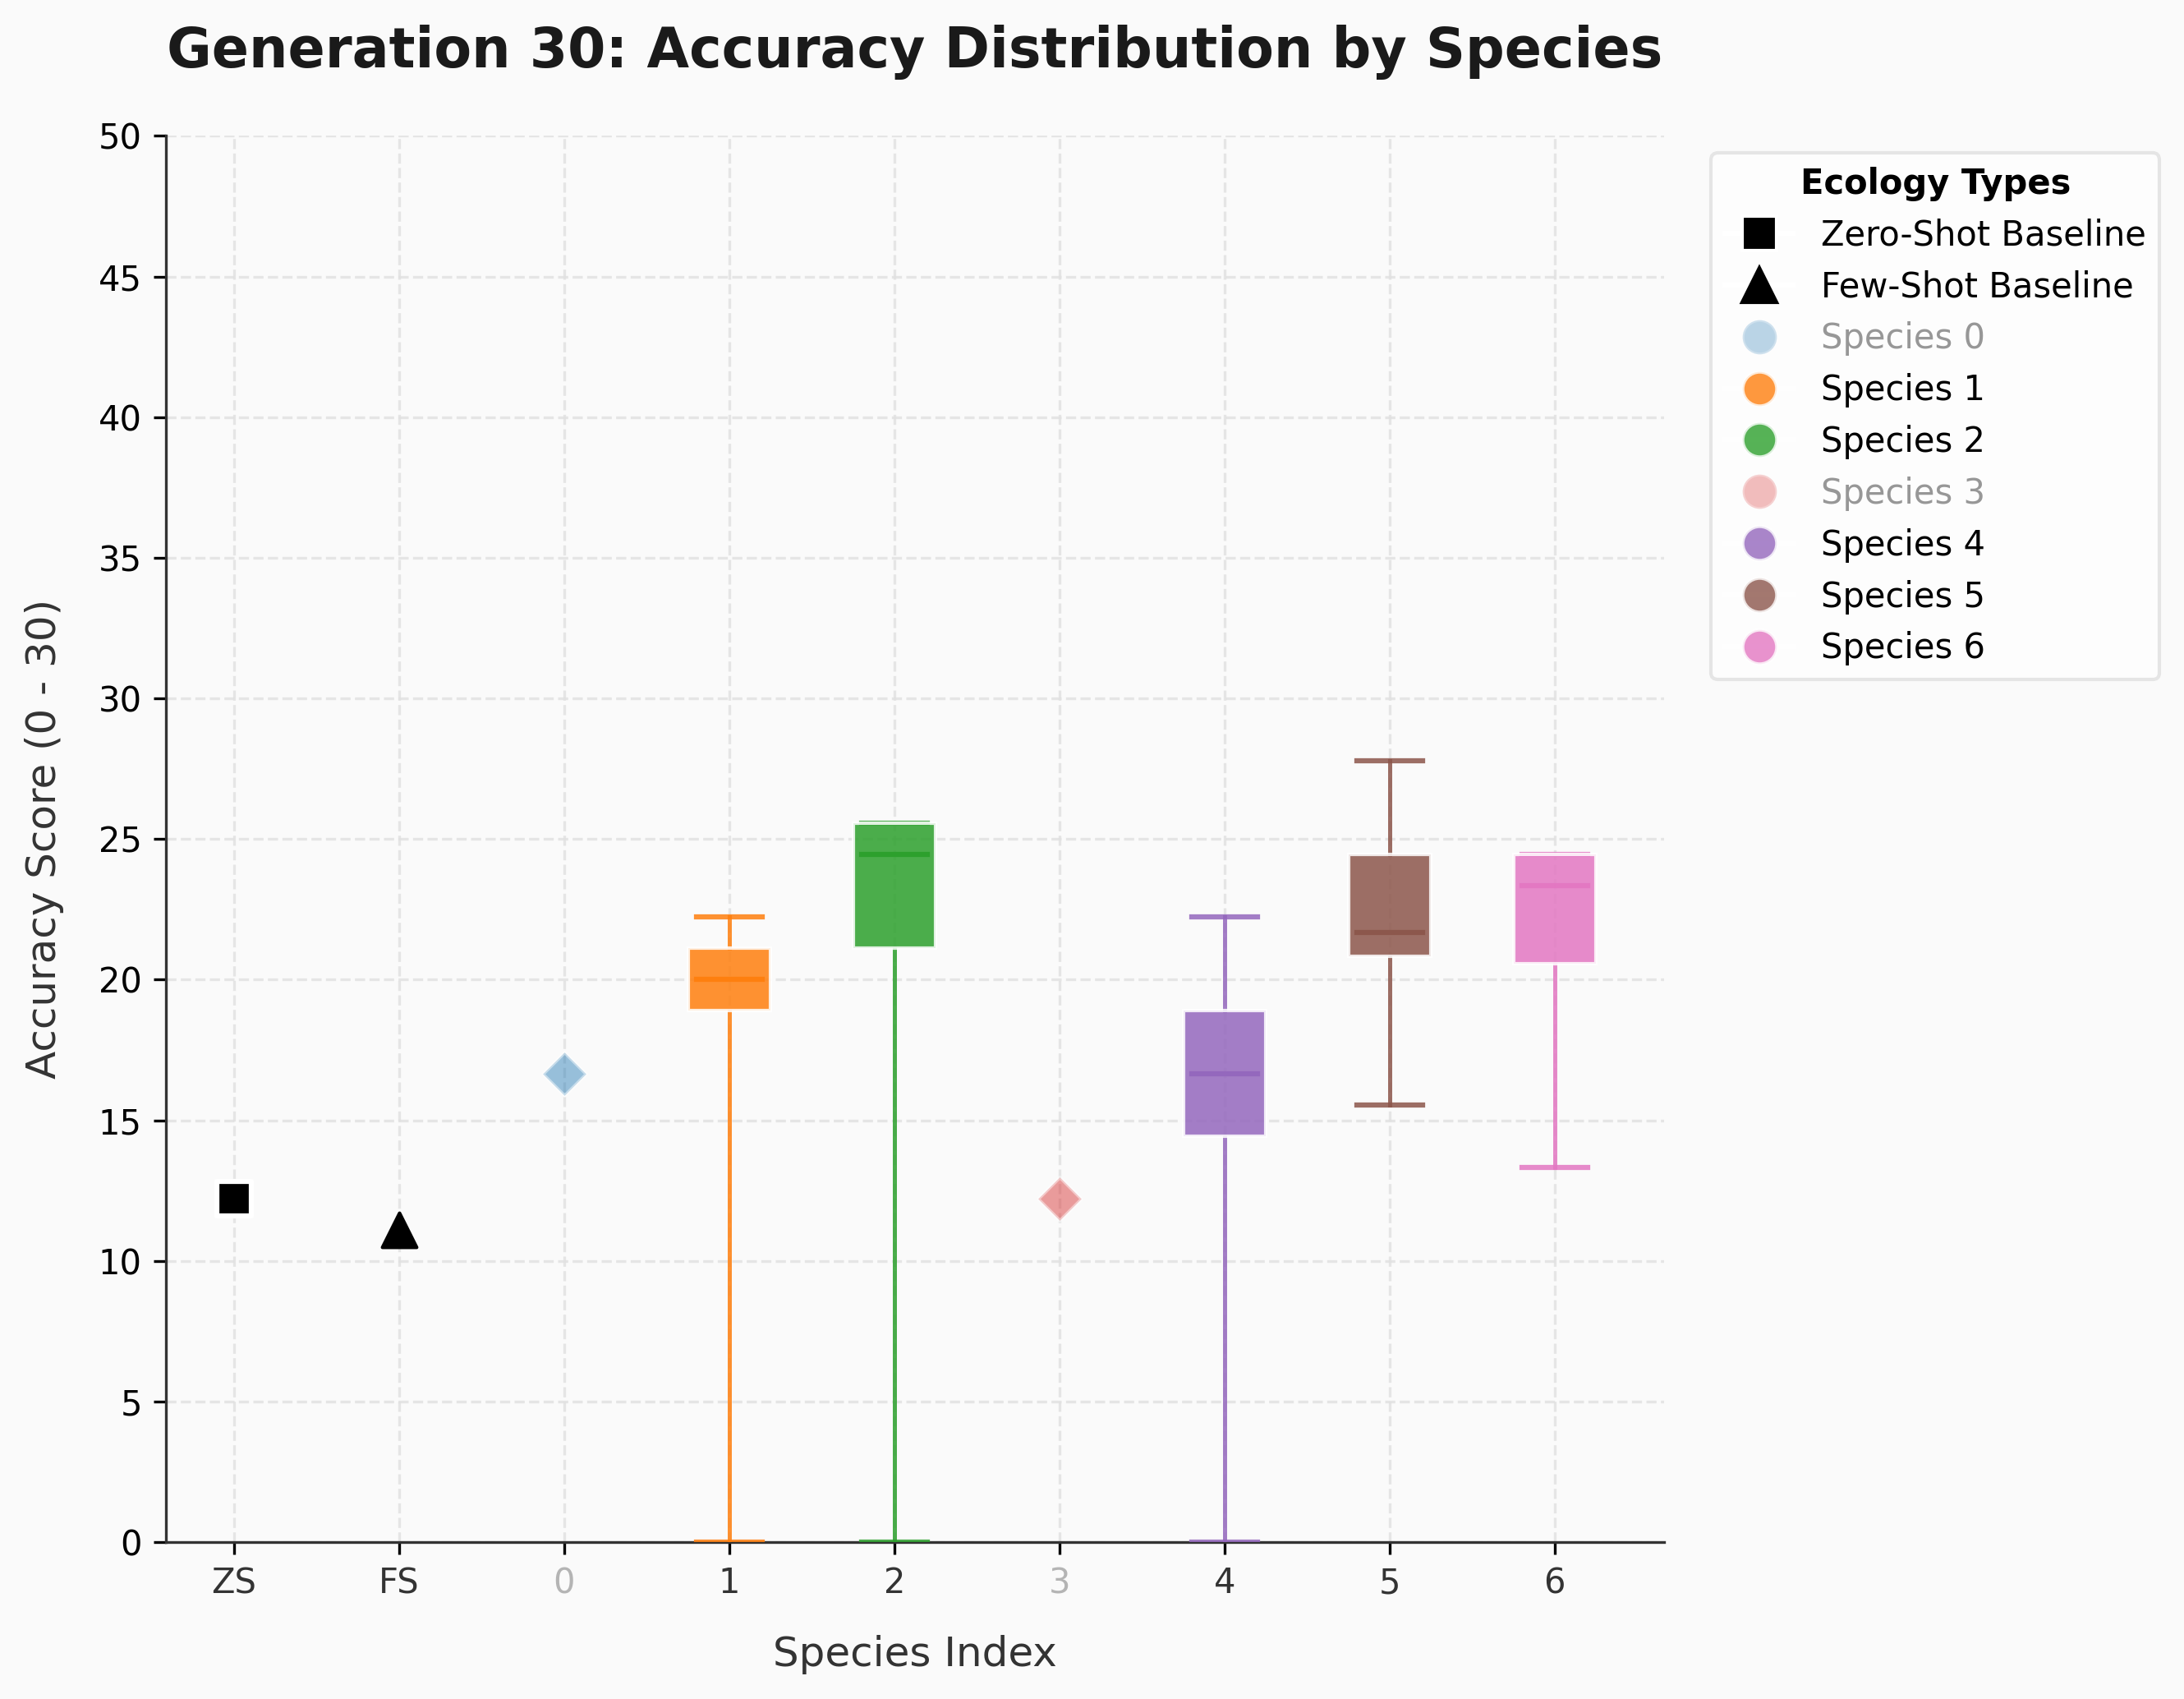 Generation 30: Accuracy Distribution by Species
50
45
40
35
30
25
20
15
10
5
0
Accuracy Score (0 - 30)
ZS FS 0 1 2 3 4 5 6
Species Index
Ecology Types
Zero-Shot Baseline
Few-Shot Baseline
Species 0
Species 1
Species 2
Species 3
Species 4
Species 5
Species 6